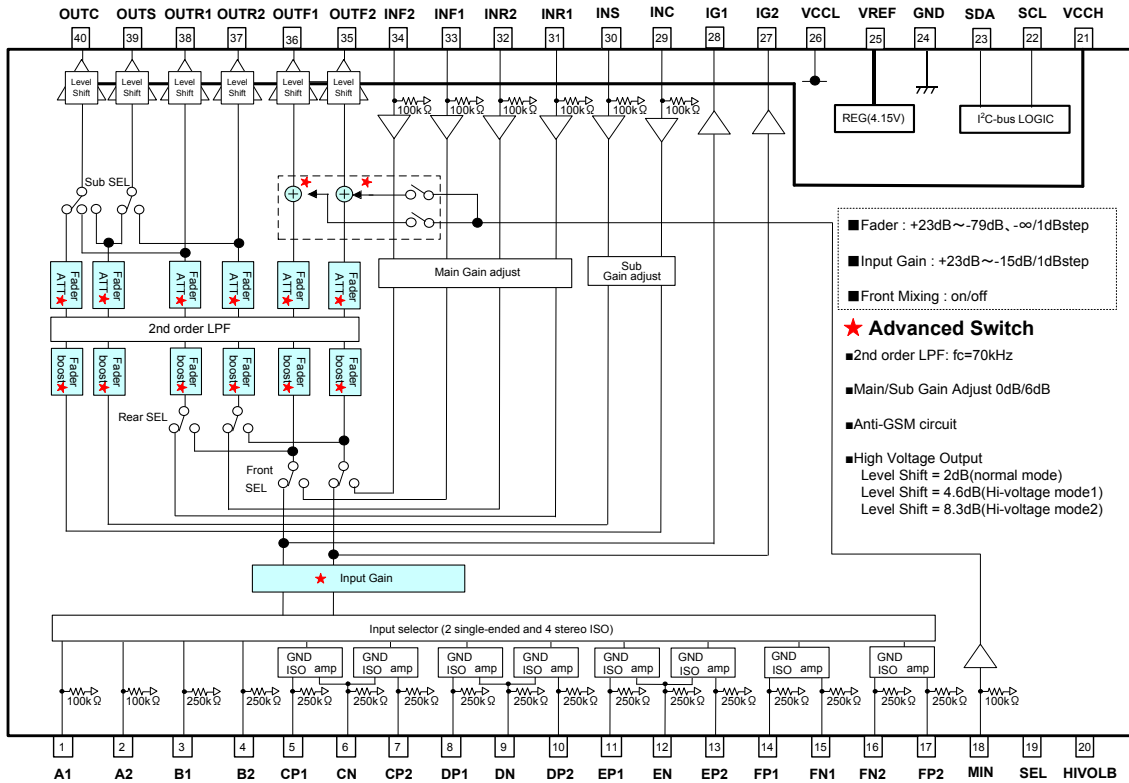 OUTC OUTS OUTR1 OUTR2 OUTF1 OUTF2 INF2 INF1 INR2 INR1 INS INC IG1 IG2 VCCL VREF GND SDA SCL VCCH
40 39 38 37 36 35 34 33 32 31 30 29 28 27 26 25 24 23 22 21
Level Shift Level Shift Level Shift Level Shift Level Shift Level Shift
100kΩ 100kΩ 100kΩ 100kΩ 100kΩ 100kΩ
REG(4.15V)
I²C-bus LOGIC
Sub SEL
+ +
Main Gain adjust
Sub Gain adjust
■Fader : +23dB〜-79dB、-∞/1dBstep
■Input Gain : +23dB〜-15dB/1dBstep
■Front Mixing : on/off
★ Advanced Switch
■2nd order LPF: fc=70kHz
■Main/Sub Gain Adjust 0dB/6dB
■Anti-GSM circuit
■High Voltage Output
Level Shift = 2dB(normal mode)
Level Shift = 4.6dB(Hi-voltage mode1)
Level Shift = 8.3dB(Hi-voltage mode2)
Fader ATT★ Fader ATT★ Fader ATT★ Fader ATT★ Fader ATT★ Fader ATT★
2nd order LPF
Fader boost★ Fader boost★ Fader boost★ Fader boost★ Fader boost★ Fader boost★
Rear SEL
Front
SEL
★ Input Gain
Input selector (2 single-ended and 4 stereo ISO)
GND ISO amp GND ISO amp GND ISO amp GND ISO amp GND ISO amp GND ISO amp GND ISO amp GND ISO amp
100kΩ 100kΩ 250kΩ 250kΩ 250kΩ 250kΩ 250kΩ 250kΩ 250kΩ 250kΩ 250kΩ 250kΩ 250kΩ 250kΩ 250kΩ 250kΩ 250kΩ 100kΩ
1 2 3 4 5 6 7 8 9 10 11 12 13 14 15 16 17 18 19 20
A1 A2 B1 B2 CP1 CN CP2 DP1 DN DP2 EP1 EN EP2 FP1 FN1 FN2 FP2 MIN SEL HIVOLB